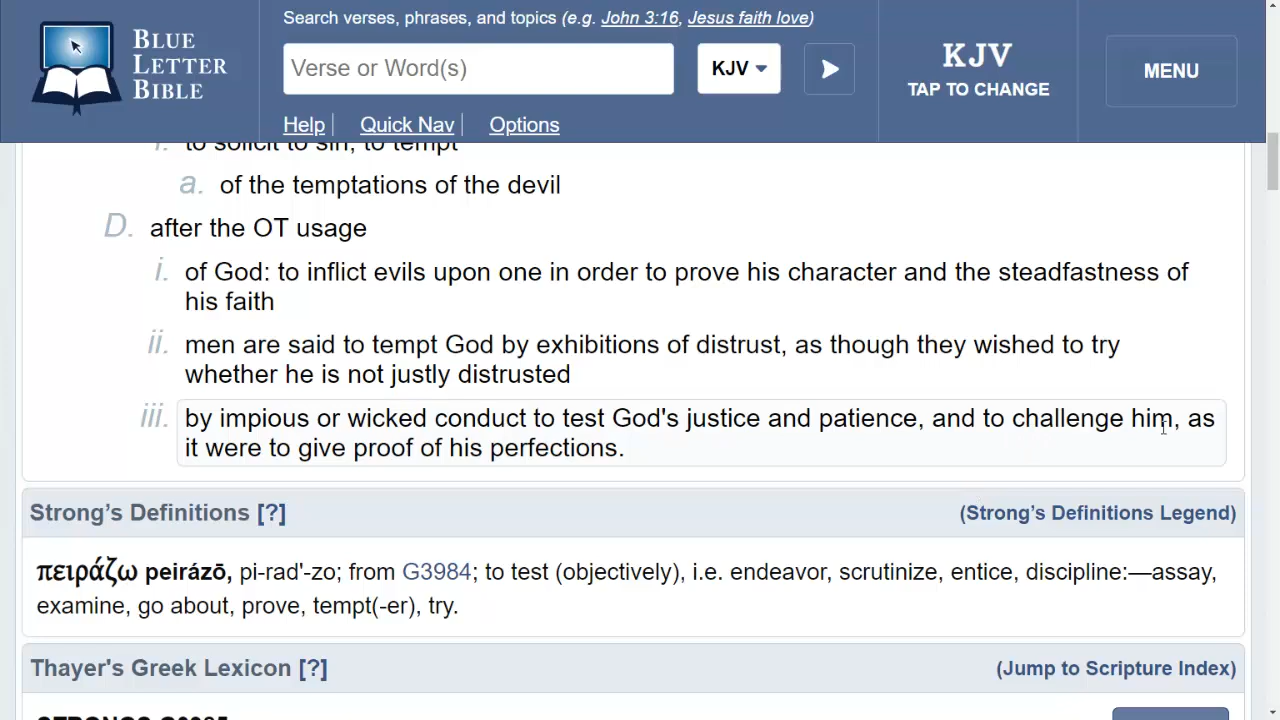 BLUE
LETTER
BIBLE
Search verses, phrases, and topics (e.g. John 3:16, Jesus faith love)
Verse or Word(s)
KJV
Help
Quick Nav
Options
KJV
TAP TO CHANGE
MENU
i. to solicit to sin, to tempt
a. of the temptations of the devil
D. after the OT usage
i. of God: to inflict evils upon one in order to prove his character and the steadfastness of
his faith
ii. men are said to tempt God by exhibitions of distrust, as though they wished to try
whether he is not justly distrusted
iii. by impious or wicked conduct to test God's justice and patience, and to challenge him, as
it were to give proof of his perfections.
Strong’s Definitions [?]
(Strong’s Definitions Legend)
πειράζω peirázō, pi-rad'-zo; from G3984; to test (objectively), i.e. endeavor, scrutinize, entice, discipline:—assay,
examine, go about, prove, tempt(-er), try.
Thayer's Greek Lexicon [?]
(Jump to Scripture Index)